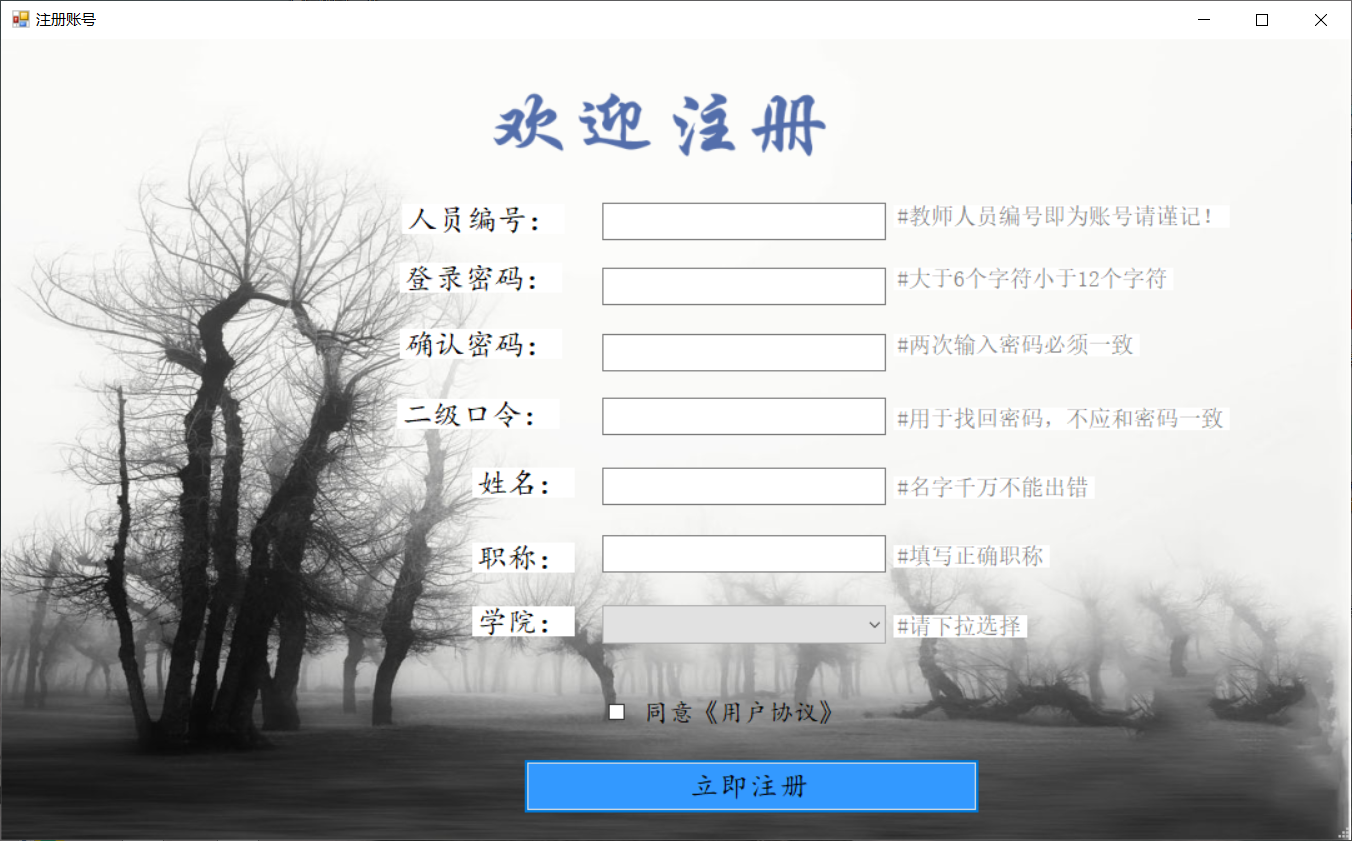 注册账号
欢迎注册
人员编号： #教师人员编号即为账号请谨记！
登录密码： #大于6个字符小于12个字符
确认密码： #两次输入密码必须一致
二级口令： #用于找回密码，不应和密码一致
姓名： #名字千万不能出错
职称： #填写正确职称
学院： #请下拉选择
同意《用户协议》
立即注册